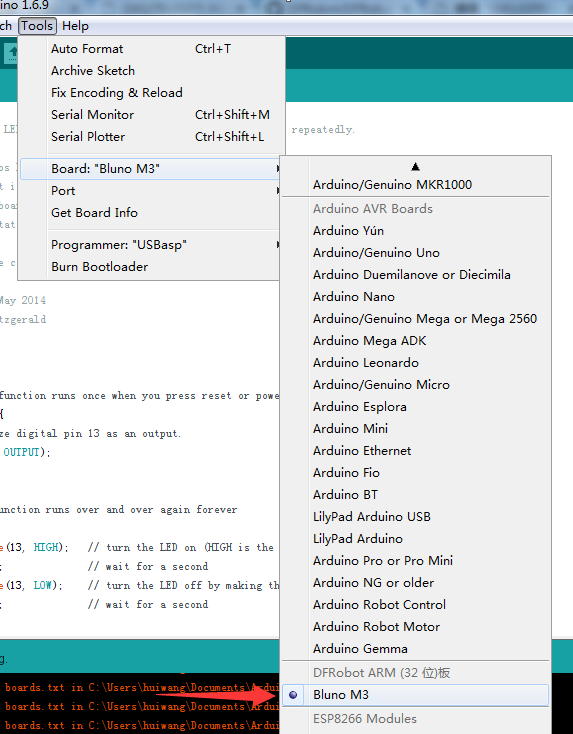 uino 1.6.9
ch Tools Help
Auto Format Ctrl+T
Archive Sketch
Fix Encoding & Reload
Serial Monitor Ctrl+Shift+M
Serial Plotter Ctrl+Shift+L
Board: "Bluno M3"
Port
Get Board Info
Programmer: "USBasp"
Burn Bootloader
LE repeatedly.
May 2014
tzgerald
function runs once when you press reset or powe
{
ze digital pin 13 as an output.
OUTPUT);
unction runs over and over again forever
e(13, HIGH); // turn the LED on (HIGH is the
; // wait for a second
e(13, LOW); // turn the LED off by making th
; // wait for a second
g.
boards.txt in C:\Users\huiwang\Documents\Ardui
boards.txt in C:\Users\huiwang\Documents\Ardui
boards.txt in C:\Users\huiwang\Documents\Ardui
Arduino/Genuino MKR1000
Arduino AVR Boards
Arduino Yún
Arduino/Genuino Uno
Arduino Duemilanove or Diecimila
Arduino Nano
Arduino/Genuino Mega or Mega 2560
Arduino Mega ADK
Arduino Leonardo
Arduino/Genuino Micro
Arduino Esplora
Arduino Mini
Arduino Ethernet
Arduino Fio
Arduino BT
LilyPad Arduino USB
LilyPad Arduino
Arduino Pro or Pro Mini
Arduino NG or older
Arduino Robot Control
Arduino Robot Motor
Arduino Gemma
DFRobot ARM (32 位)板
Bluno M3
ESP8266 Modules